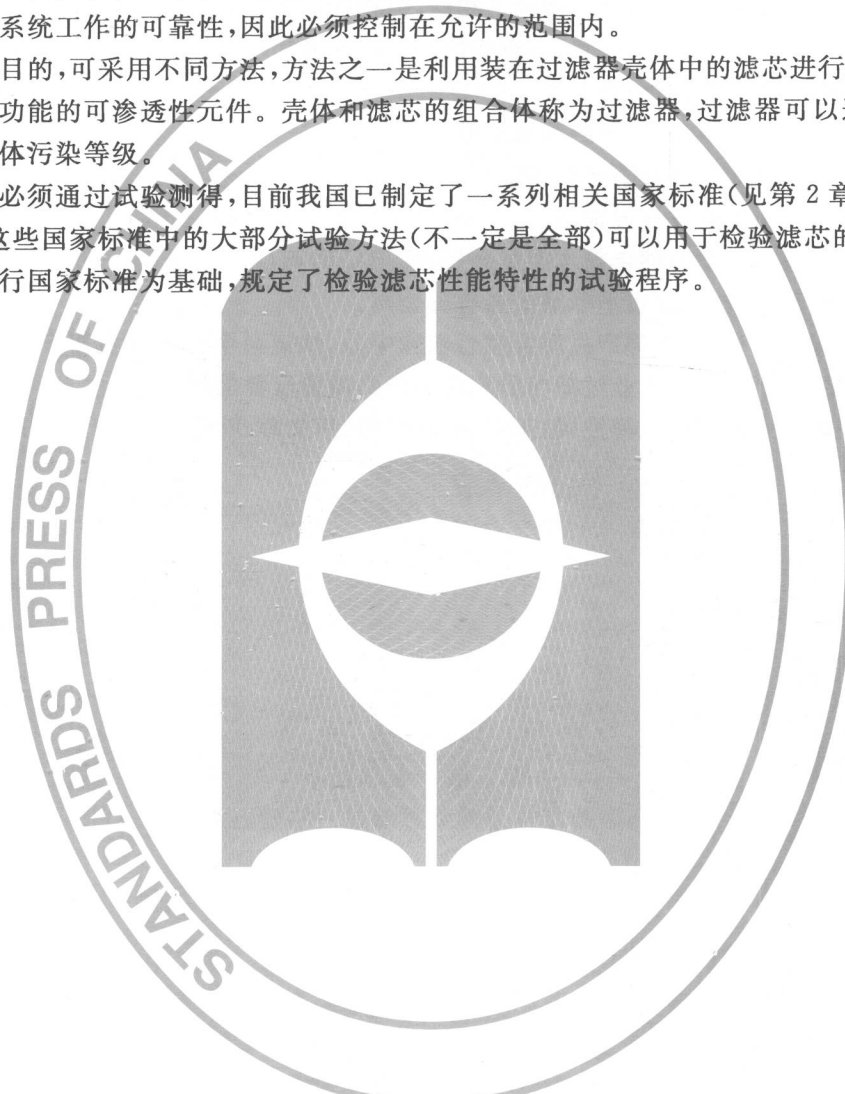 系统工作的可靠性,因此必须控制在允许的范围内。
目的,可采用不同方法,方法之一是利用装在过滤器壳体中的滤芯进行
功能的可渗透性元件。壳体和滤芯的组合体称为过滤器,过滤器可以
体污染等级。
必须通过试验测得,目前我国已制定了一系列相关国家标准(见第 2 章
这些国家标准中的大部分试验方法(不一定是全部)可以用于检验滤芯的
行国家标准为基础,规定了检验滤芯性能特性的试验程序。
STANDARDS PRESS OF CHINA